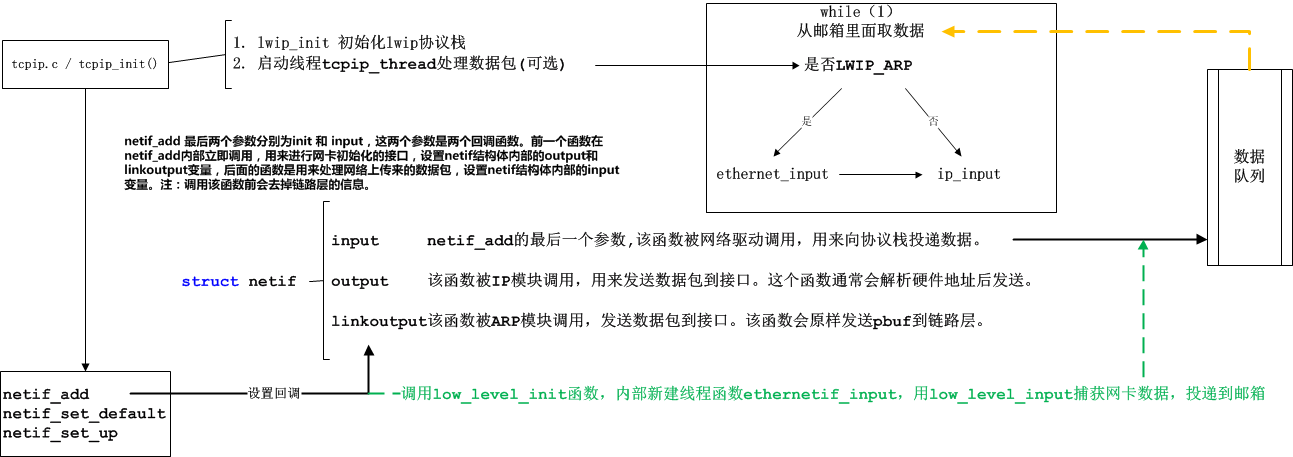 while（1）
从邮箱里面取数据
1. lwip_init 初始化lwip协议栈
tcpip.c / tcpip_init()
2. 启动线程tcpip_thread处理数据包(可选)
是否LWIP_ARP
是
否
ethernet_input
ip_input
数据
队列
netif_add 最后两个参数分别为init 和 input，这两个参数是两个回调函数。前一个函数在
netif_add内部立即调用，用来进行网卡初始化的接口，设置netif结构体内部的output和
linkoutput变量，后面的函数是用来处理网络上传来的数据包，设置netif结构体内部的input
变量。注：调用该函数前会去掉链路层的信息。
input netif_add的最后一个参数,该函数被网络驱动调用，用来向协议栈投递数据。
struct netif
output 该函数被IP模块调用，用来发送数据包到接口。这个函数通常会解析硬件地址后发送。
linkoutput该函数被ARP模块调用，发送数据包到接口。该函数会原样发送pbuf到链路层。
netif_add
netif_set_default
netif_set_up
设置回调
调用low_level_init函数，内部新建线程函数ethernetif_input，用low_level_input捕获网卡数据，投递到邮箱